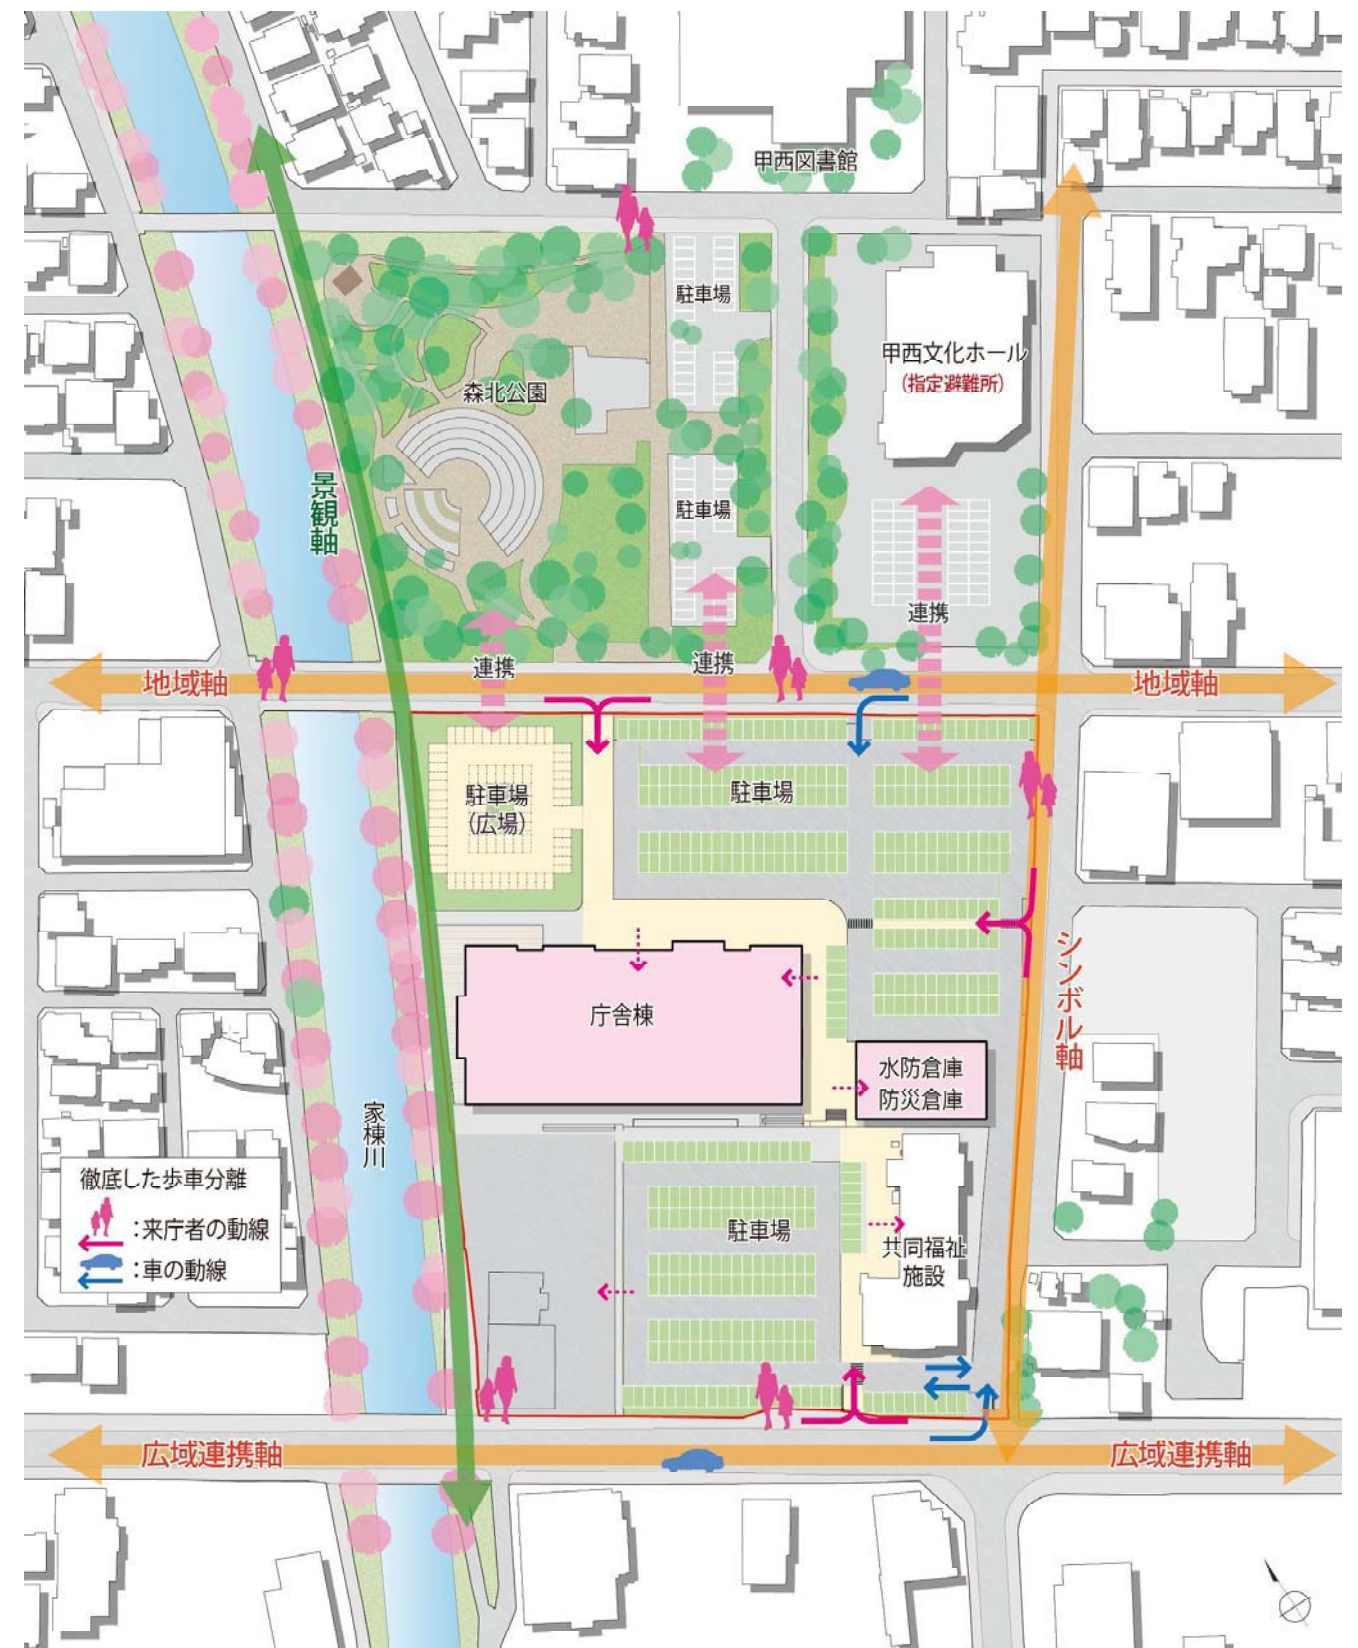 甲西図書館
駐車場
甲西文化ホール
(指定避難所)
森北公園
景観軸
駐車場
連携
連携
連携
地域軸
地域軸
駐車場
(広場)
駐車場
シンボル軸
庁舎棟
水防倉庫
防災倉庫
家棟川
徹底した歩車分離
:来庁者の動線
:車の動線
駐車場
共同福祉
施設
広域連携軸
広域連携軸